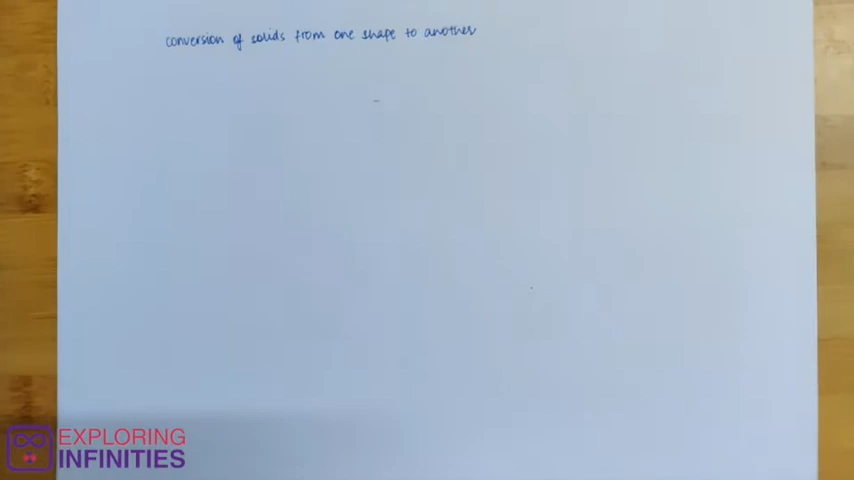 conversion of solids from one shape to another
EXPLORING
INFINITIES